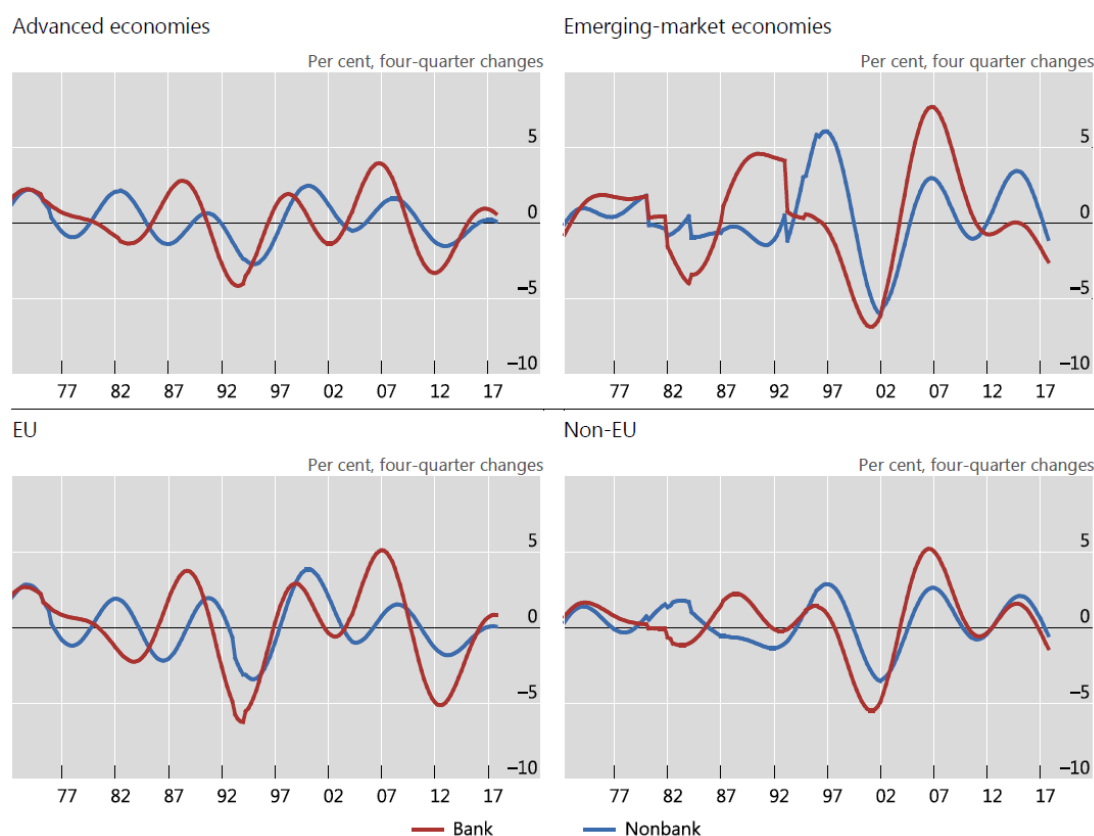 Advanced economies
Per cent, four-quarter changes
5
0
−5
−10
77 82 87 92 97 02 07 12 17
Emerging-market economies
Per cent, four quarter changes
5
0
−5
−10
77 82 87 92 97 02 07 12 17
EU
Per cent, four-quarter changes
5
0
−5
−10
77 82 87 92 97 02 07 12 17
Non-EU
Per cent, four-quarter changes
5
0
−5
−10
77 82 87 92 97 02 07 12 17
Bank Nonbank